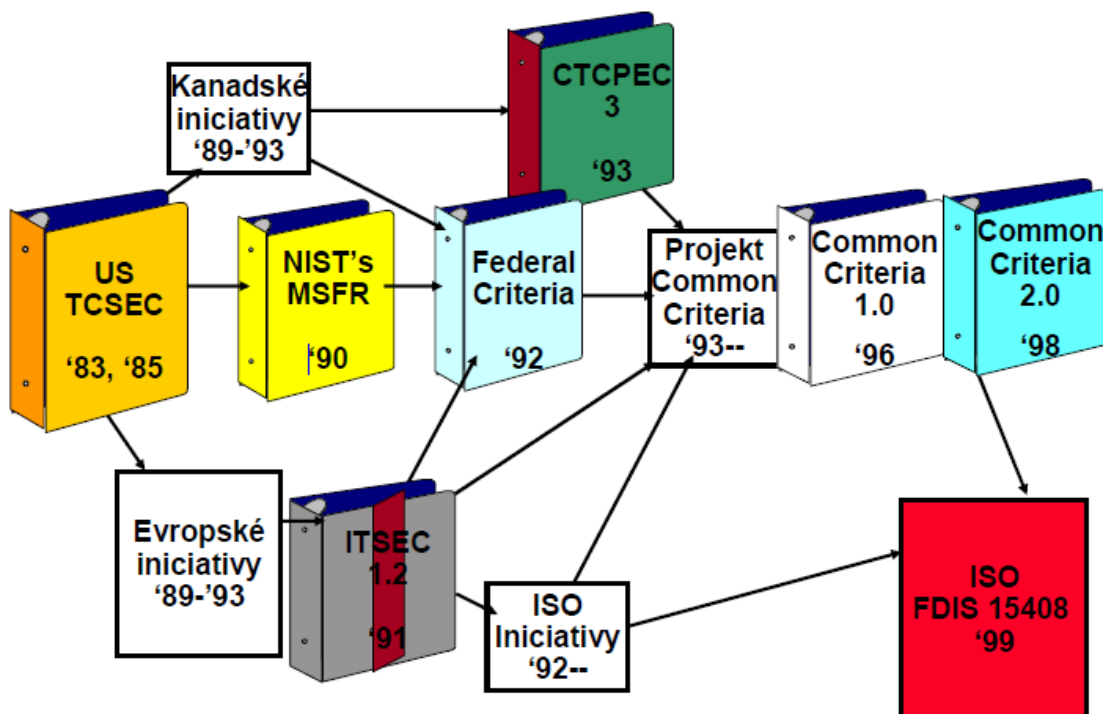 Kanadské
iniciativy
‘89-’93
CTCPEC
3
‘93
US
TCSEC
‘83, ‘85
NIST’s
MSFR
‘90
Federal
Criteria
‘92
Projekt
Common
Criteria
‘93--
Common
Criteria
1.0
‘96
Common
Criteria
2.0
‘98
Evropské
iniciativy
‘89-’93
ITSEC
1.2
‘91
ISO
Iniciativy
‘92--
ISO
FDIS 15408
‘99